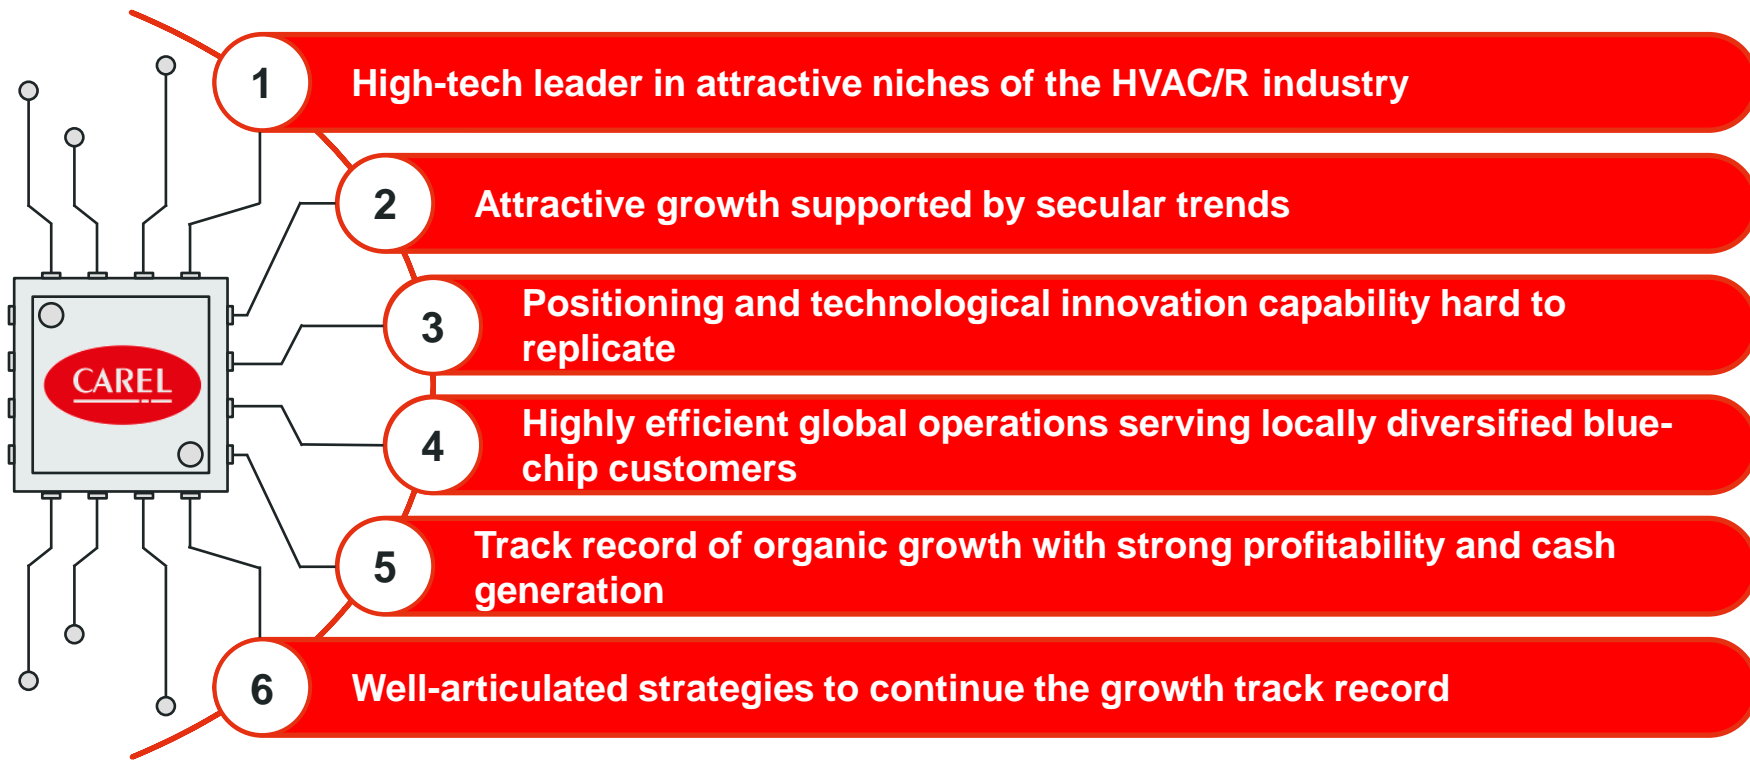 1
High-tech leader in attractive niches of the HVAC/R industry
2
Attractive growth supported by secular trends
3
Positioning and technological innovation capability hard to
replicate
CAREL
4
Highly efficient global operations serving locally diversified blue-
chip customers
5
Track record of organic growth with strong profitability and cash
generation
6
Well-articulated strategies to continue the growth track record